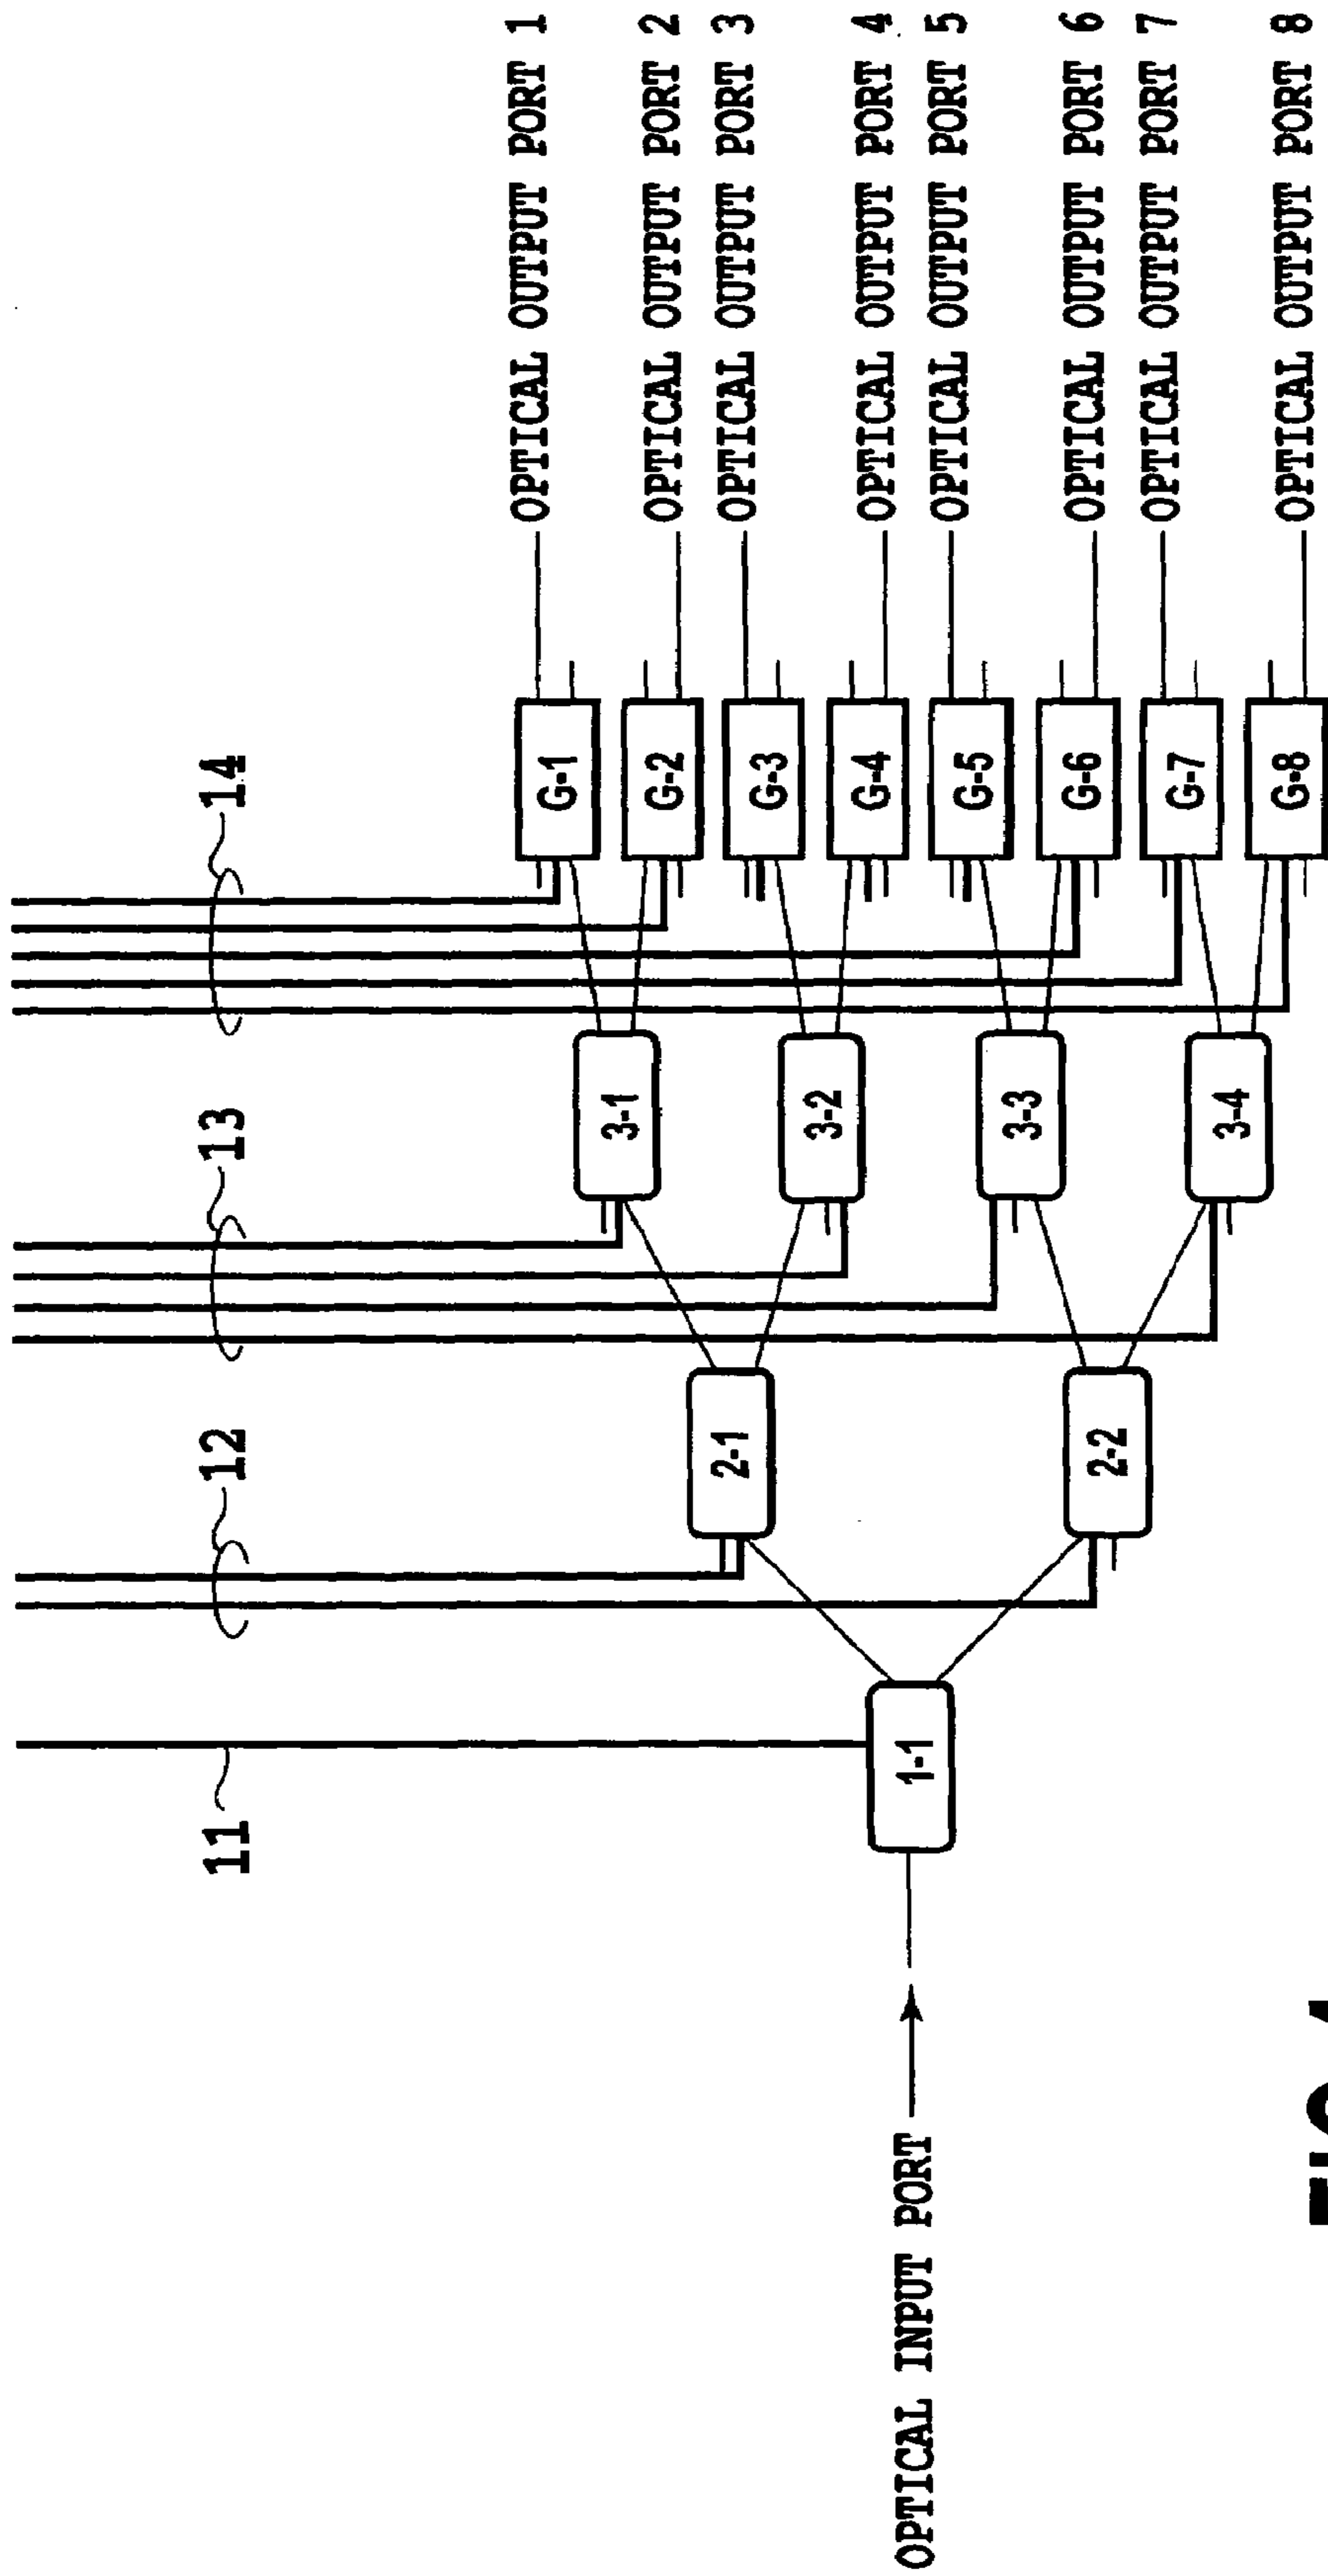 OPTICAL INPUT PORT
11
12
13
14
1-1
2-1
2-2
3-1
3-2
3-3
3-4
G-1
G-2
G-3
G-4
G-5
G-6
G-7
G-8
OPTICAL OUTPUT PORT 1
OPTICAL OUTPUT PORT 2
OPTICAL OUTPUT PORT 3
OPTICAL OUTPUT PORT 4
OPTICAL OUTPUT PORT 5
OPTICAL OUTPUT PORT 6
OPTICAL OUTPUT PORT 7
OPTICAL OUTPUT PORT 8